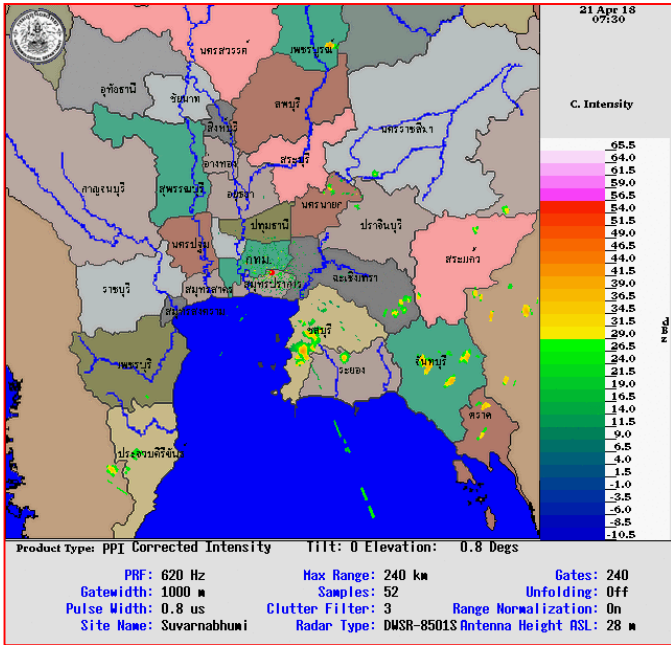 21 Apr 18
07:30
C. Intensity
65.5
64.0
61.5
59.0
56.5
54.0
51.5
49.0
46.5
44.0
41.5
39.0
36.5
34.0
31.5
29.0
26.5
24.0
21.5
19.0
16.5
14.0
11.5
9.0
6.5
4.0
1.5
-1.0
-3.5
-6.0
-8.5
-10.5
นครสวรรค์
เพชรบูรณ์
อุทัยธานี
ชัยนาท
ลพบุรี
สิงหบุรี
นครราชสีมา
อ่างทอง
สระบุรี
กาญจนบุรี
สุพรรณบุรี
อยุธยา
นครนายก
ปทุมธานี
ปราจีนบุรี
นครปฐม
กทม.
สระแก้ว
ฉะเชิงเทรา
ราชบุรี
สมุทรสาคร
สมุทรปราการ
สมุทรสงคราม
ชลบุรี
เพชรบุรี
ระยอง
จันทบุรี
ตราด
ประจวบคีรีขันธ์
Product Type: PPI Corrected Intensity Tilt: 0 Elevation: 0.8 Degs
PRF: 620 Hz Max Range: 240 km Gates: 240
Gatewidth: 1000 m Samples: 52 Unfolding: Off
Pulse Width: 0.8 us Clutter Filter: 3 Range Normalization: On
Site Name: Suvarnabhumi Radar Type: DWSR-8501S Antenna Height ASL: 28 m